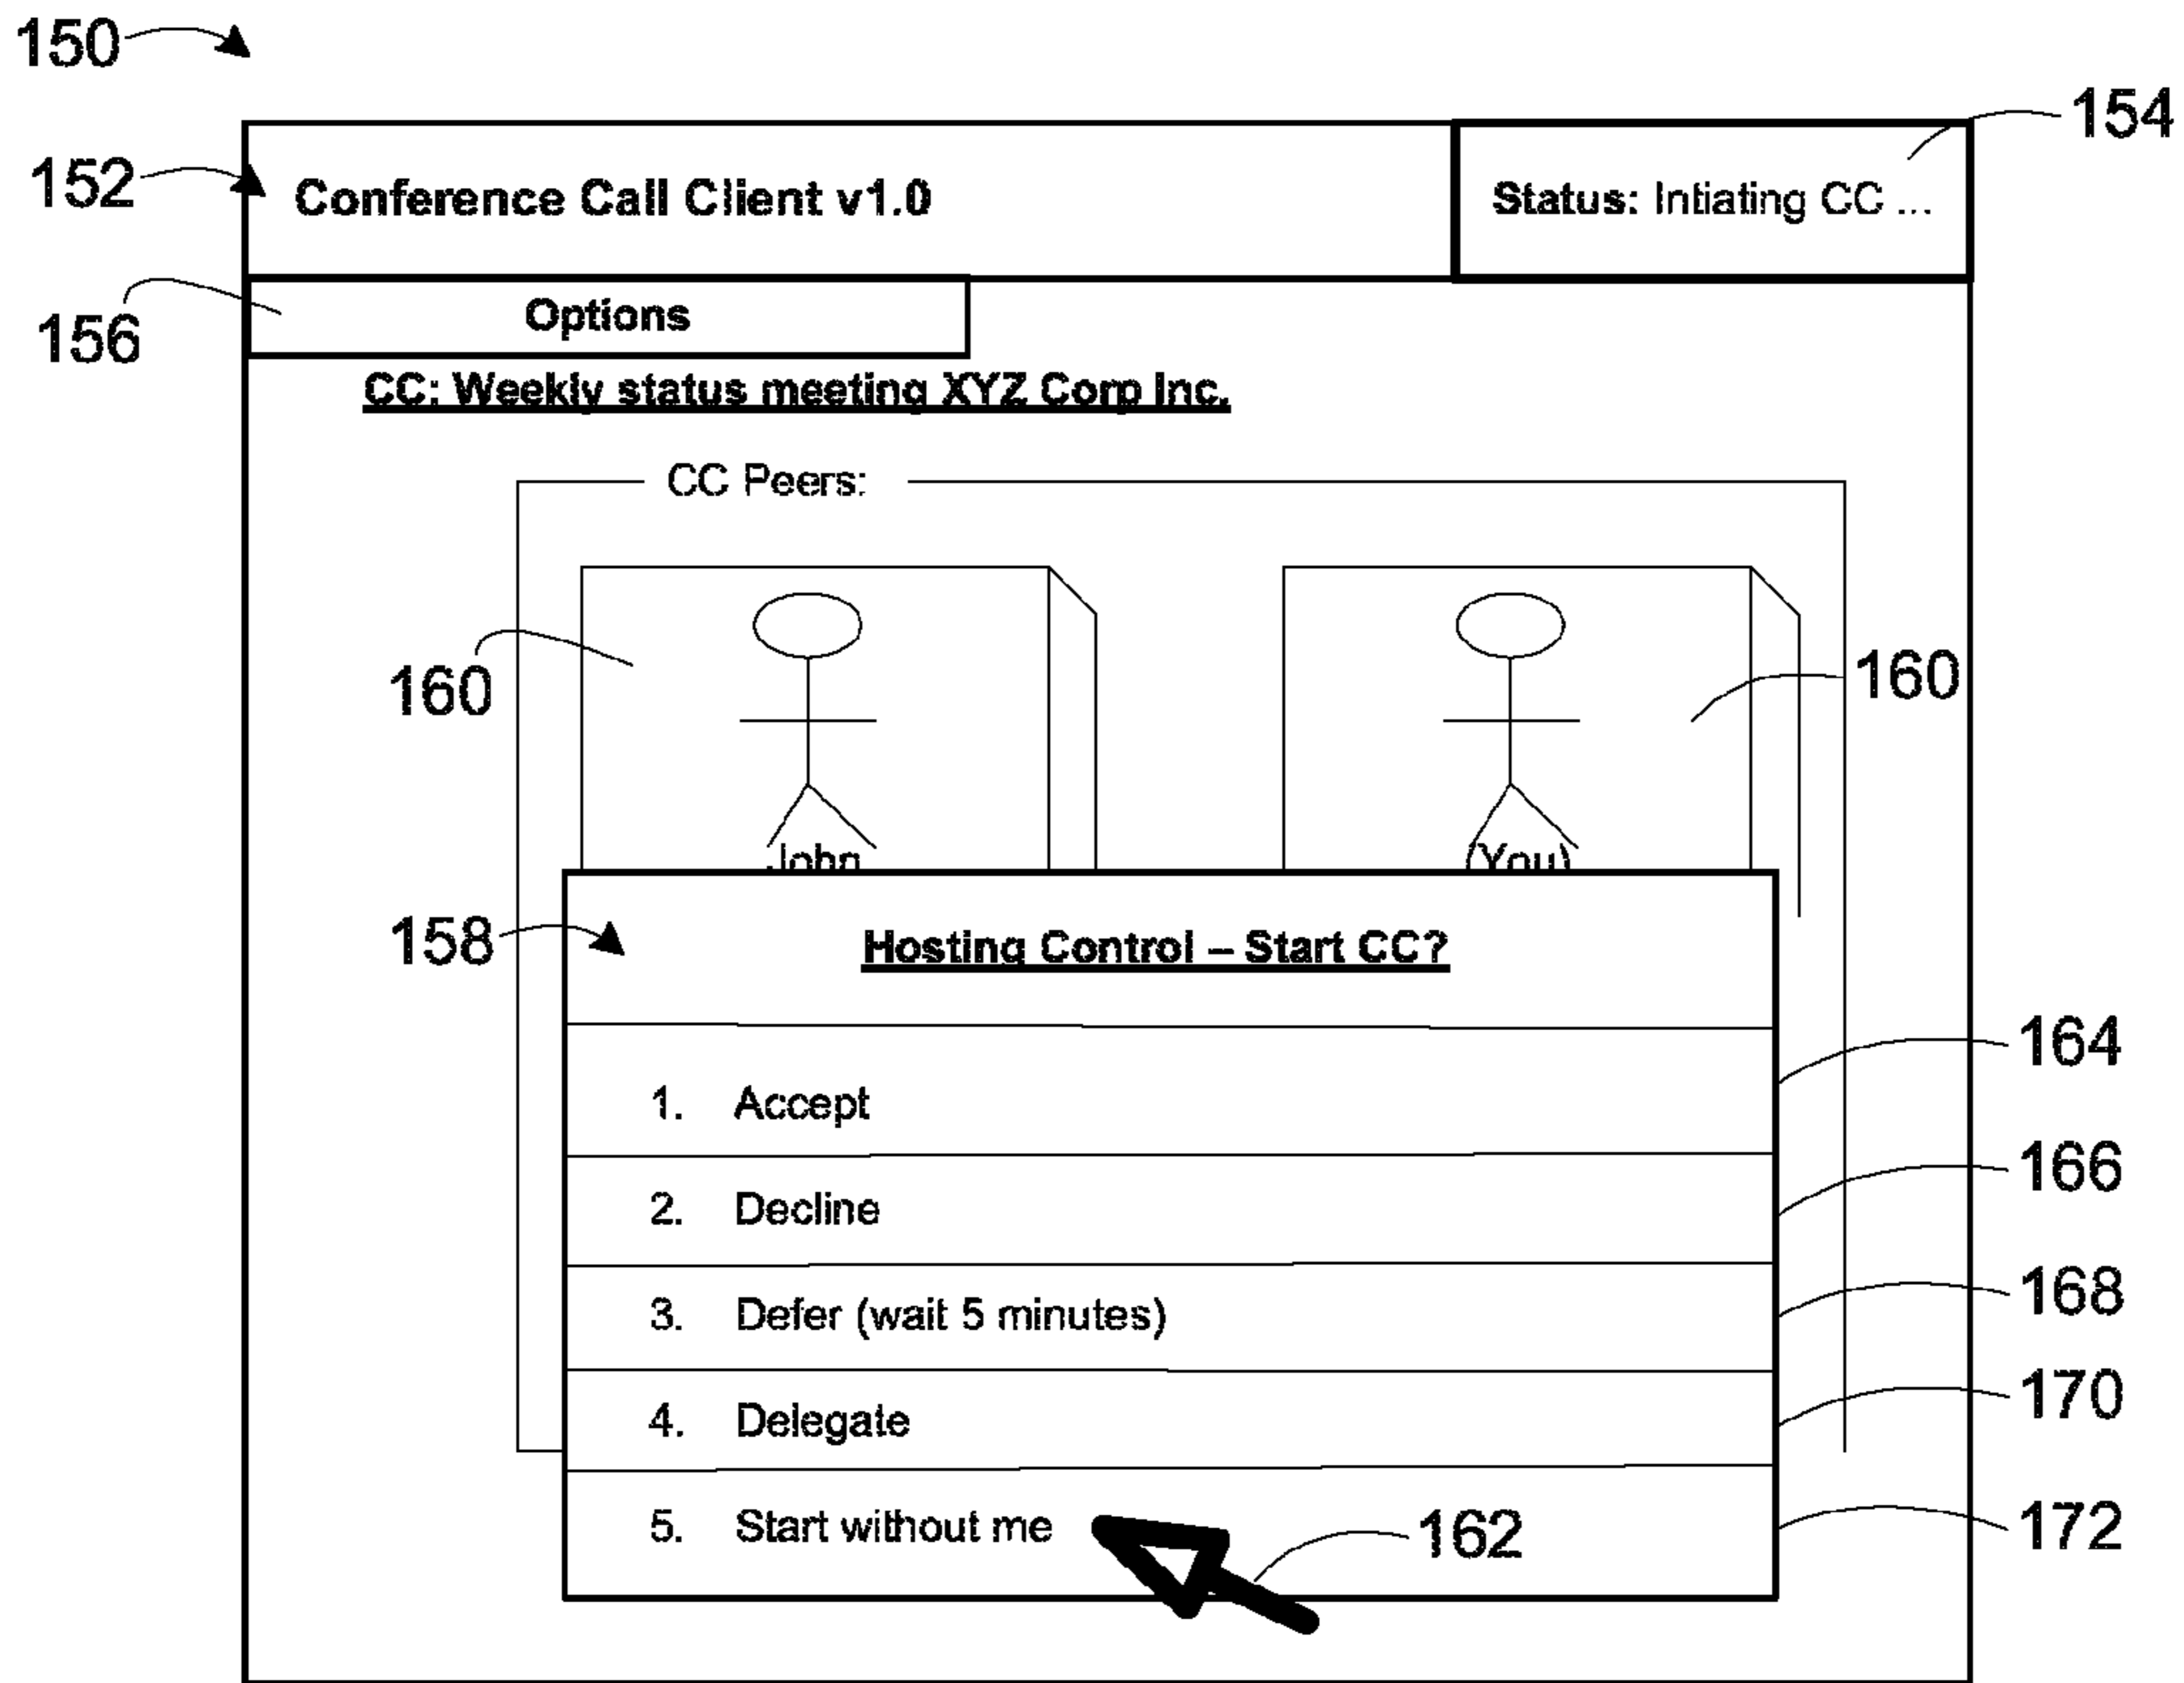 150
154
152
Conference Call Client v1.0
Status: Intiating CC ...
156
Options
CC: Weekly status meeting XYZ Corp Inc.
CC Peers:
160
160
John
(You)
158
Hosting Control – Start CC?
164
1. Accept
166
2. Decline
168
3. Defer (wait 5 minutes)
170
4. Delegate
172
5. Start without me
162